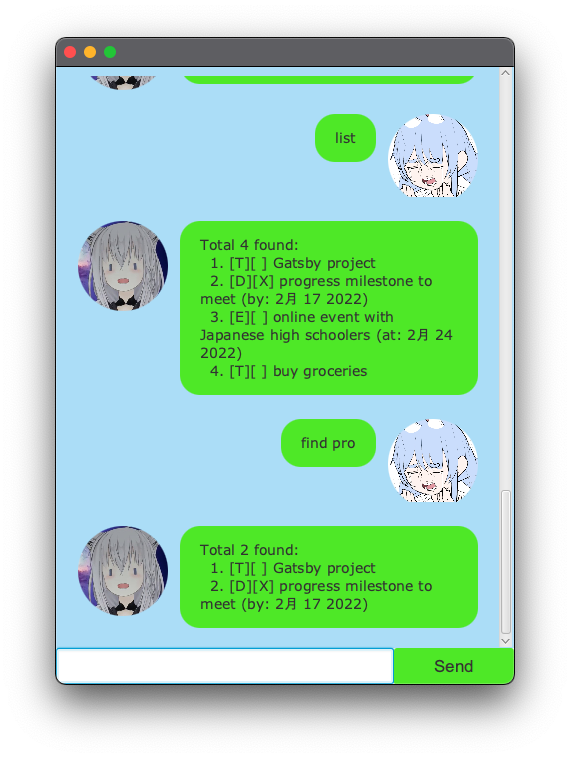 list
Total 4 found:
1. [T][ ] Gatsby project
2. [D][X] progress milestone to
meet (by: 2月 17 2022)
3. [E][ ] online event with
Japanese high schoolers (at: 2月 24
2022)
4. [T][ ] buy groceries
find pro
Total 2 found:
1. [T][ ] Gatsby project
2. [D][X] progress milestone to
meet (by: 2月 17 2022)
Send